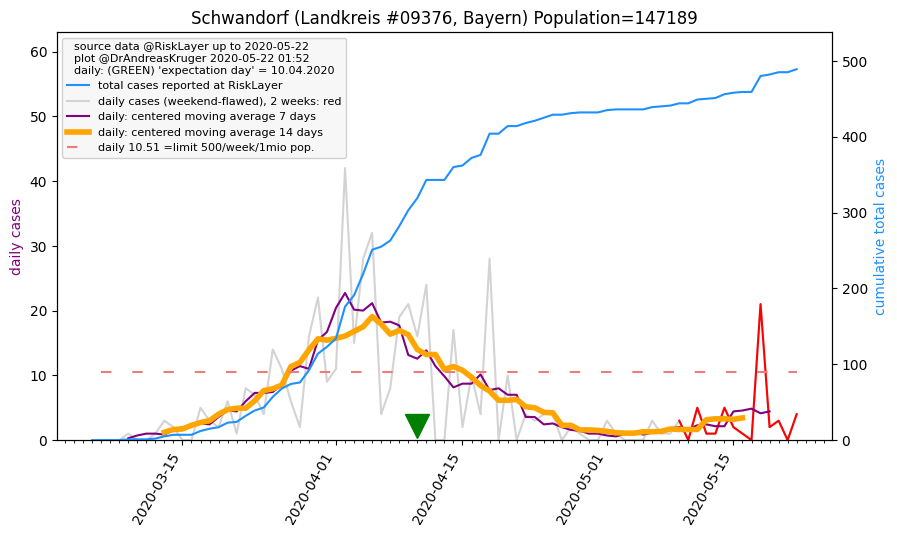 Schwandorf (Landkreis #09376, Bayern) Population=147189
source data @RiskLayer up to 2020-05-22
plot @DrAndreasKruger 2020-05-22 01:52
daily: (GREEN) 'expectation day' = 10.04.2020
total cases reported at RiskLayer
daily cases (weekend-flawed), 2 weeks: red
daily: centered moving average 7 days
daily: centered moving average 14 days
daily 10.51 =limit 500/week/1mio pop.
daily cases
60
50
40
30
20
10
0
cumulative total cases
500
400
300
200
100
0
2020-03-15
2020-04-01
2020-04-15
2020-05-01
2020-05-15